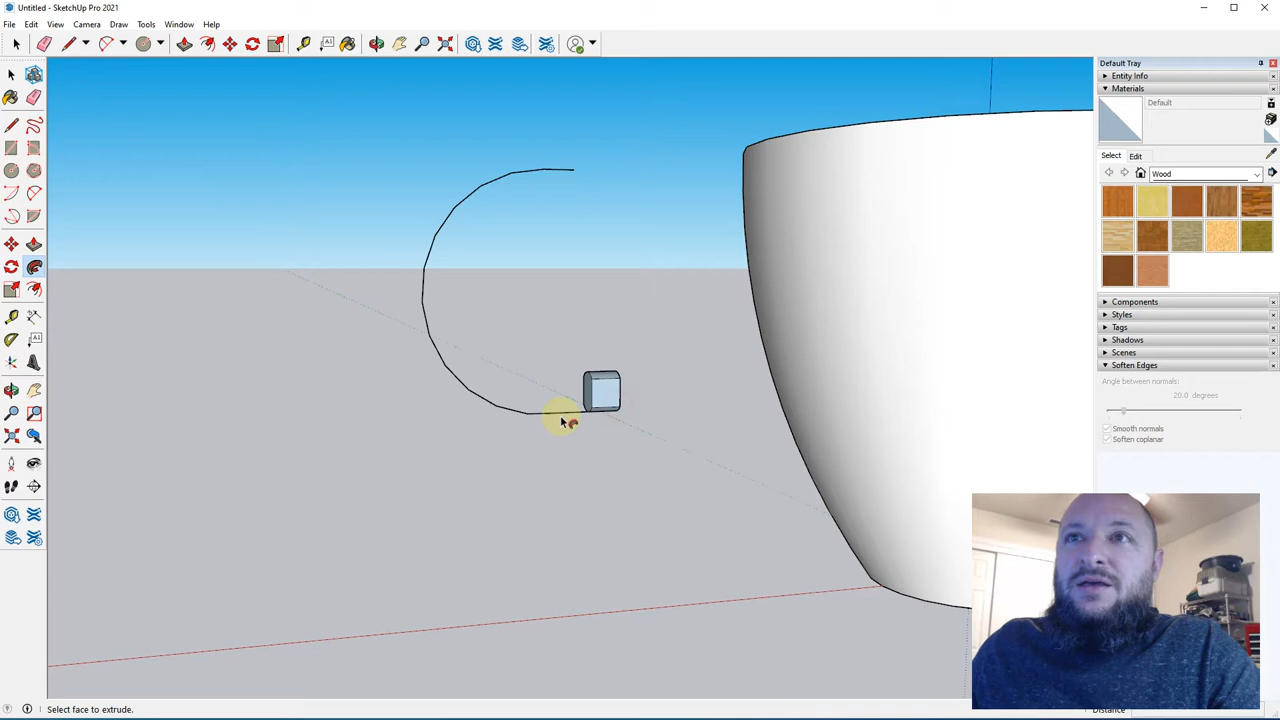 Untitled - SketchUp Pro 2021
File Edit View Camera Draw Tools Window Help
Default Tray
Entity Info
Materials
Default
Select Edit
Wood
Components
Styles
Tags
Shadows
Scenes
Soften Edges
Angle between normals:
20.0 degrees
Smooth normals
Soften coplanar
Select face to extrude.
Distance